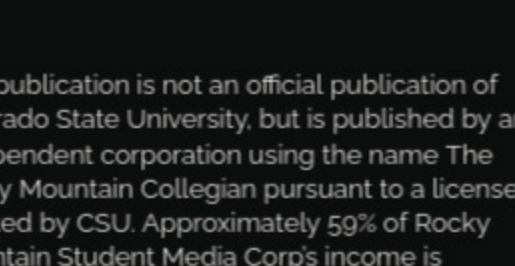 publication is not an official publication of
rado State University, but is published by a
pendent corporation using the name The
y Mountain Collegian pursuant to a license
ted by CSU. Approximately 59% of Rocky
ntain Student Media Corp's income is